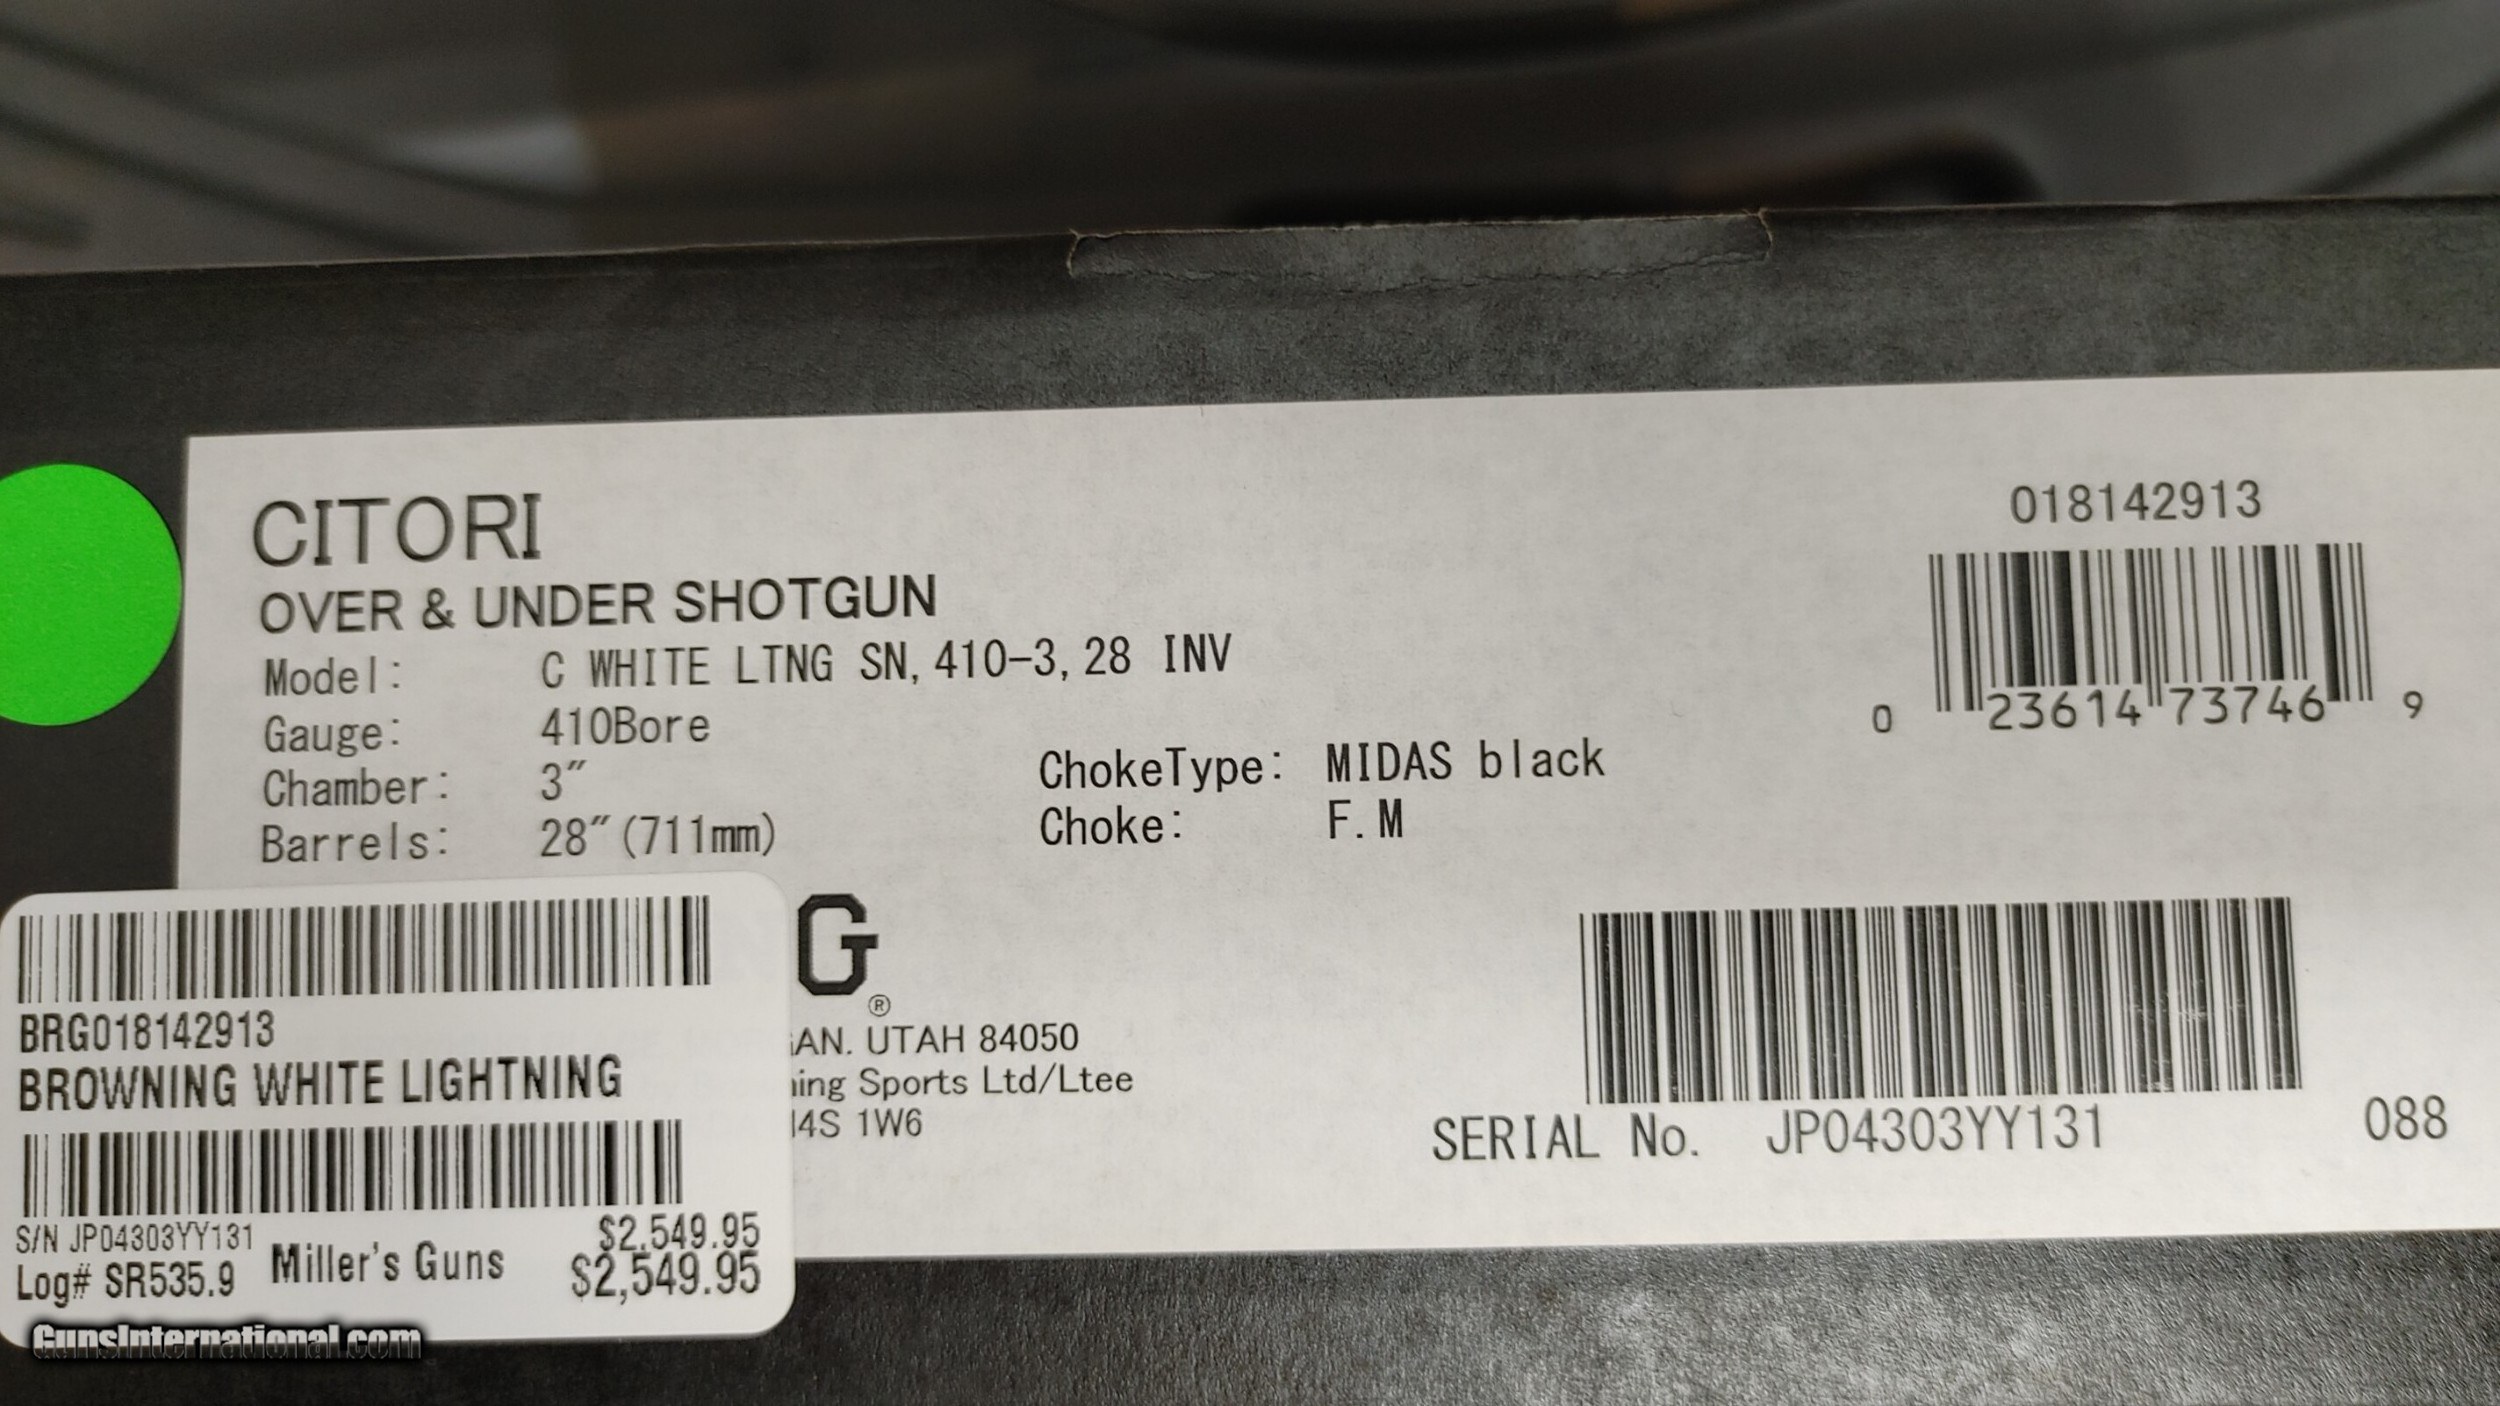 CITORI
OVER & UNDER SHOTGUN
Model: C WHITE LTNG SN, 410-3, 28 INV
Gauge: 410Bore
Chamber: 3"
Barrels: 28"(711mm)
ChokeType: MIDAS black
Choke: F.M
018142913
0 23614 73746 9
G®
AN. UTAH 84050
ing Sports Ltd/Ltee
4S 1W6
SERIAL No. JP04303YY131
088
BRG018142913
BROWNING WHITE LIGHTNING
S/N JP04303YY131
Log# SR535.9
Miller's Guns
$2,549.95
$2,549.95
GunsInternational.com